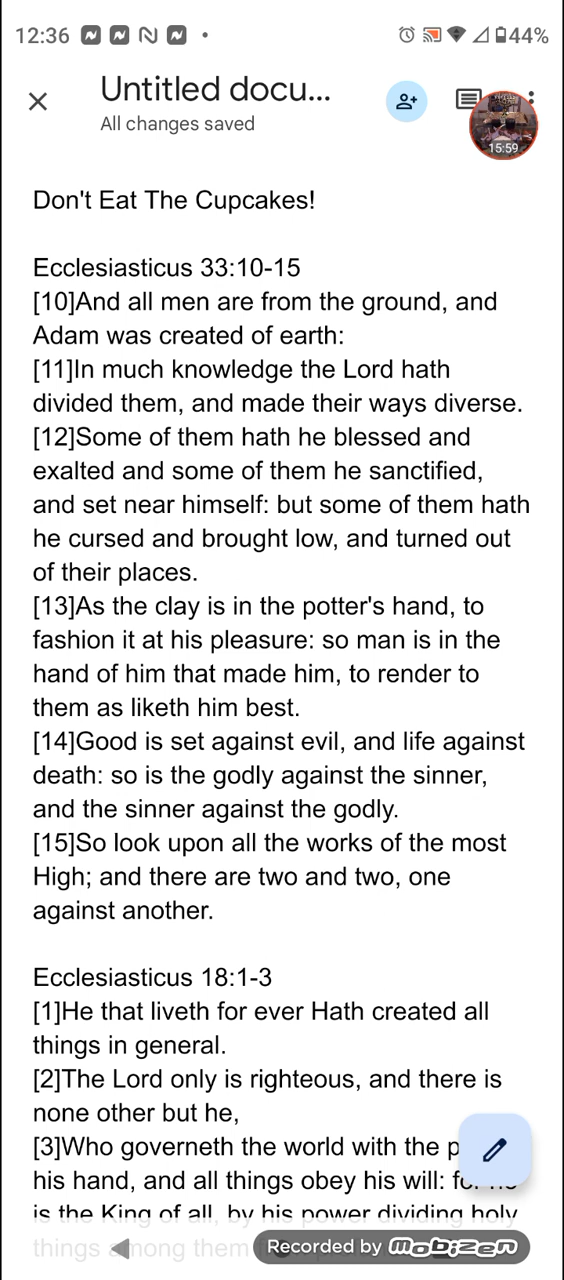 12:36
44%
Untitled docu...
All changes saved
15:59
Don't Eat The Cupcakes!
Ecclesiasticus 33:10-15
[10]And all men are from the ground, and
Adam was created of earth:
[11]In much knowledge the Lord hath
divided them, and made their ways diverse.
[12]Some of them hath he blessed and
exalted and some of them he sanctified,
and set near himself: but some of them hath
he cursed and brought low, and turned out
of their places.
[13]As the clay is in the potter's hand, to
fashion it at his pleasure: so man is in the
hand of him that made him, to render to
them as liketh him best.
[14]Good is set against evil, and life against
death: so is the godly against the sinner,
and the sinner against the godly.
[15]So look upon all the works of the most
High; and there are two and two, one
against another.
Ecclesiasticus 18:1-3
[1]He that liveth for ever Hath created all
things in general.
[2]The Lord only is righteous, and there is
none other but he,
[3]Who governeth the world with the
his hand, and all things obey his will:
is the King of all, by his power dividing holy
things among them
Recorded by mobizen